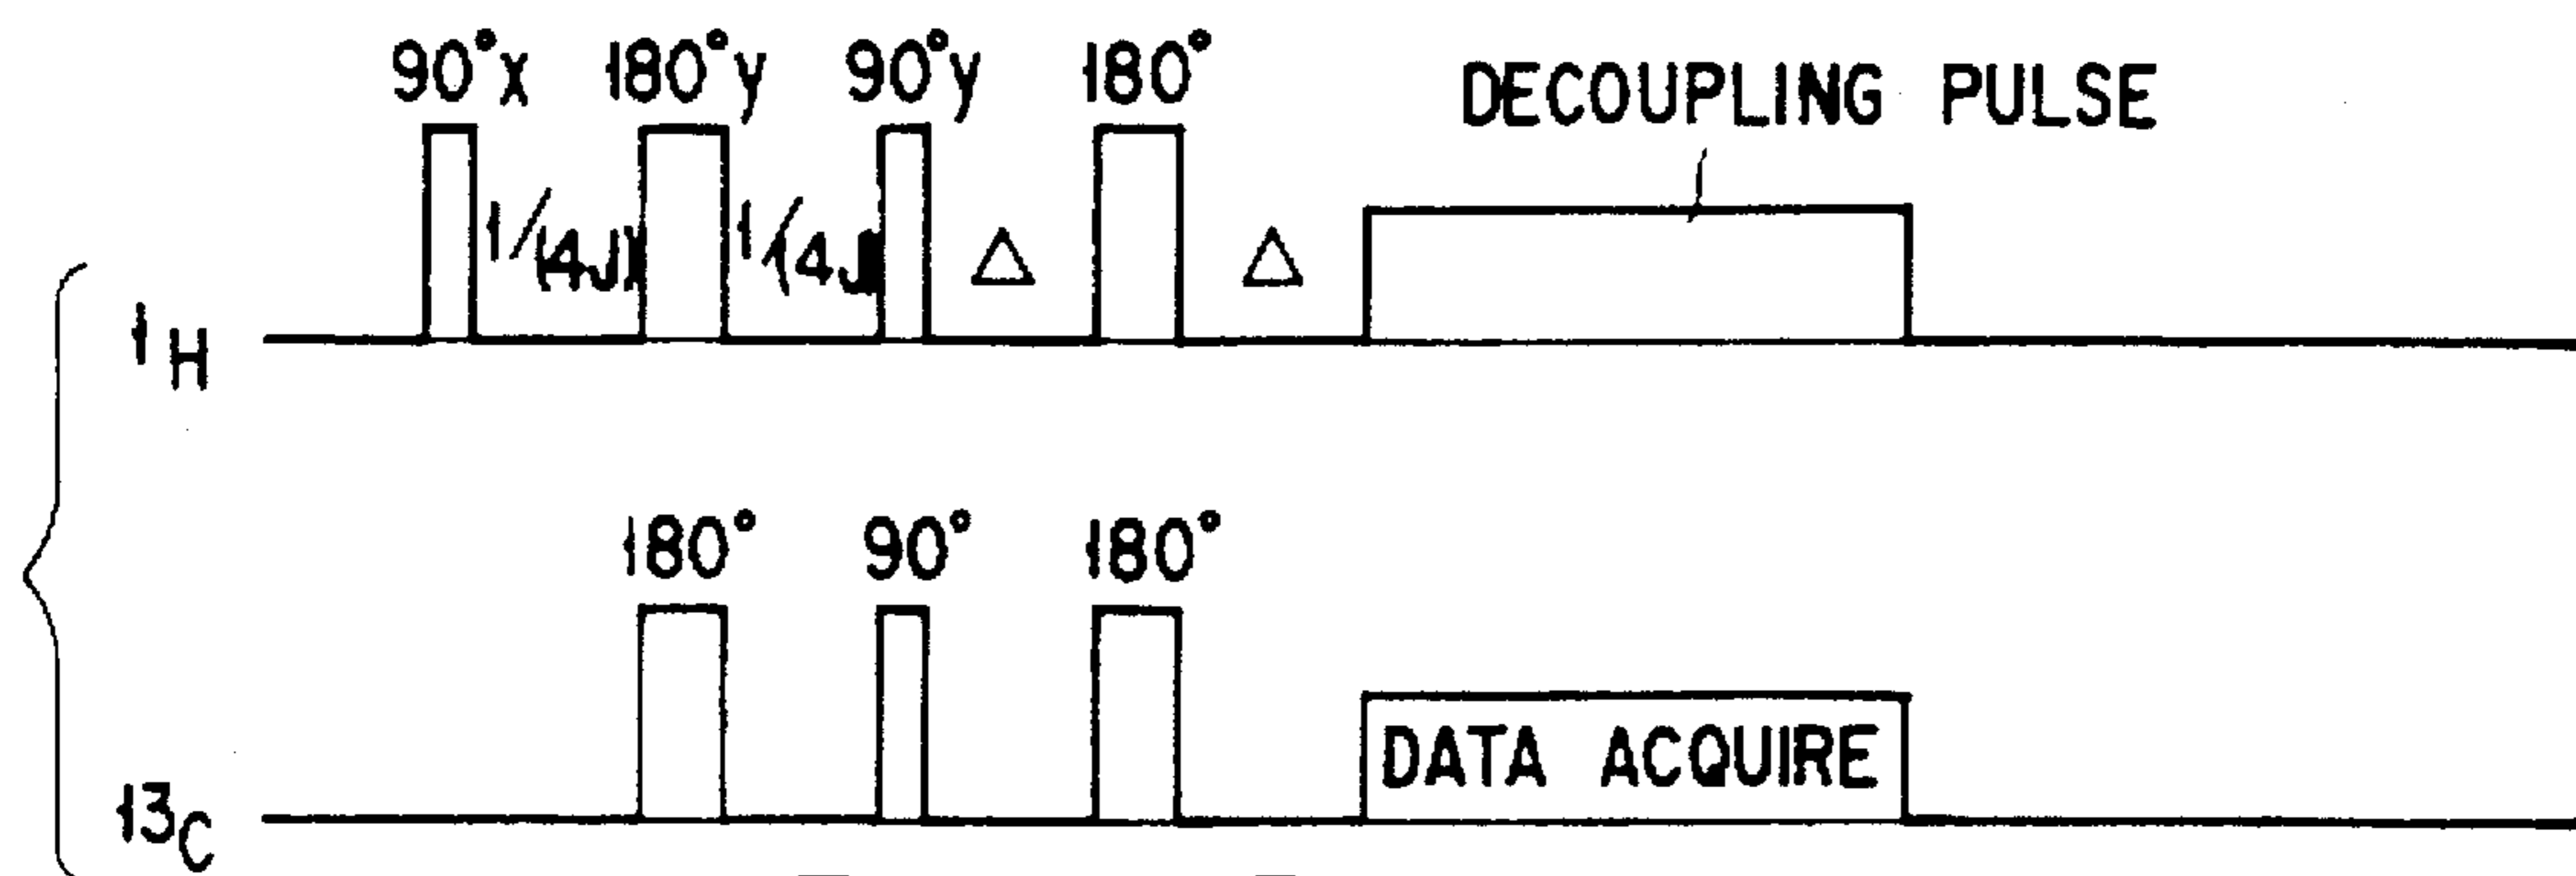 90°x 180°y 90°y 180° DECOUPLING PULSE
1/(4J) 1/(4J) △ △
1H
180° 90° 180°
DATA ACQUIRE
13C